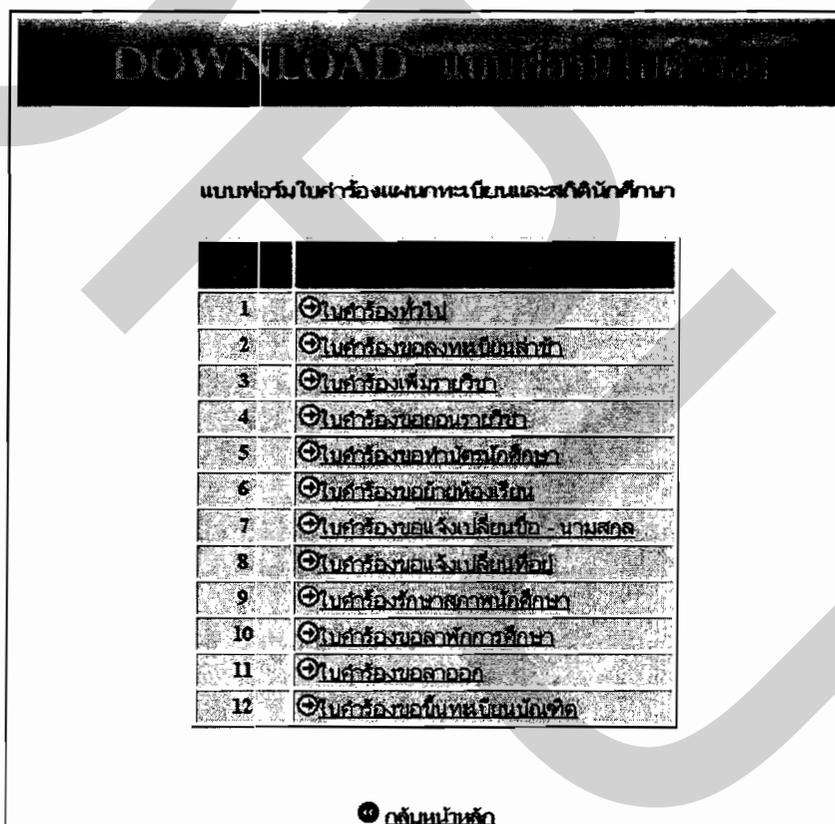 DOWNLOAD แบบฟอร์มใบคำร้อง
แบบฟอร์มใบคำร้องแผนกทะเบียนและสถิตินักศึกษา
1 ใบคำร้องทั่วไป
2 ใบคำร้องขอลงทะเบียนล่าช้า
3 ใบคำร้องเพิ่มรายวิชา
4 ใบคำร้องขอถอนรายวิชา
5 ใบคำร้องขอทำบัตรนักศึกษา
6 ใบคำร้องขอย้ายห้องเรียน
7 ใบคำร้องขอแจ้งเปลี่ยนชื่อ - นามสกุล
8 ใบคำร้องขอแจ้งเปลี่ยนที่อยู่
9 ใบคำร้องรักษาสภาพนักศึกษา
10 ใบคำร้องขอลาพักการศึกษา
11 ใบคำร้องขอลาออก
12 ใบคำร้องขอขึ้นทะเบียนบัณฑิต
กลับหน้าหลัก